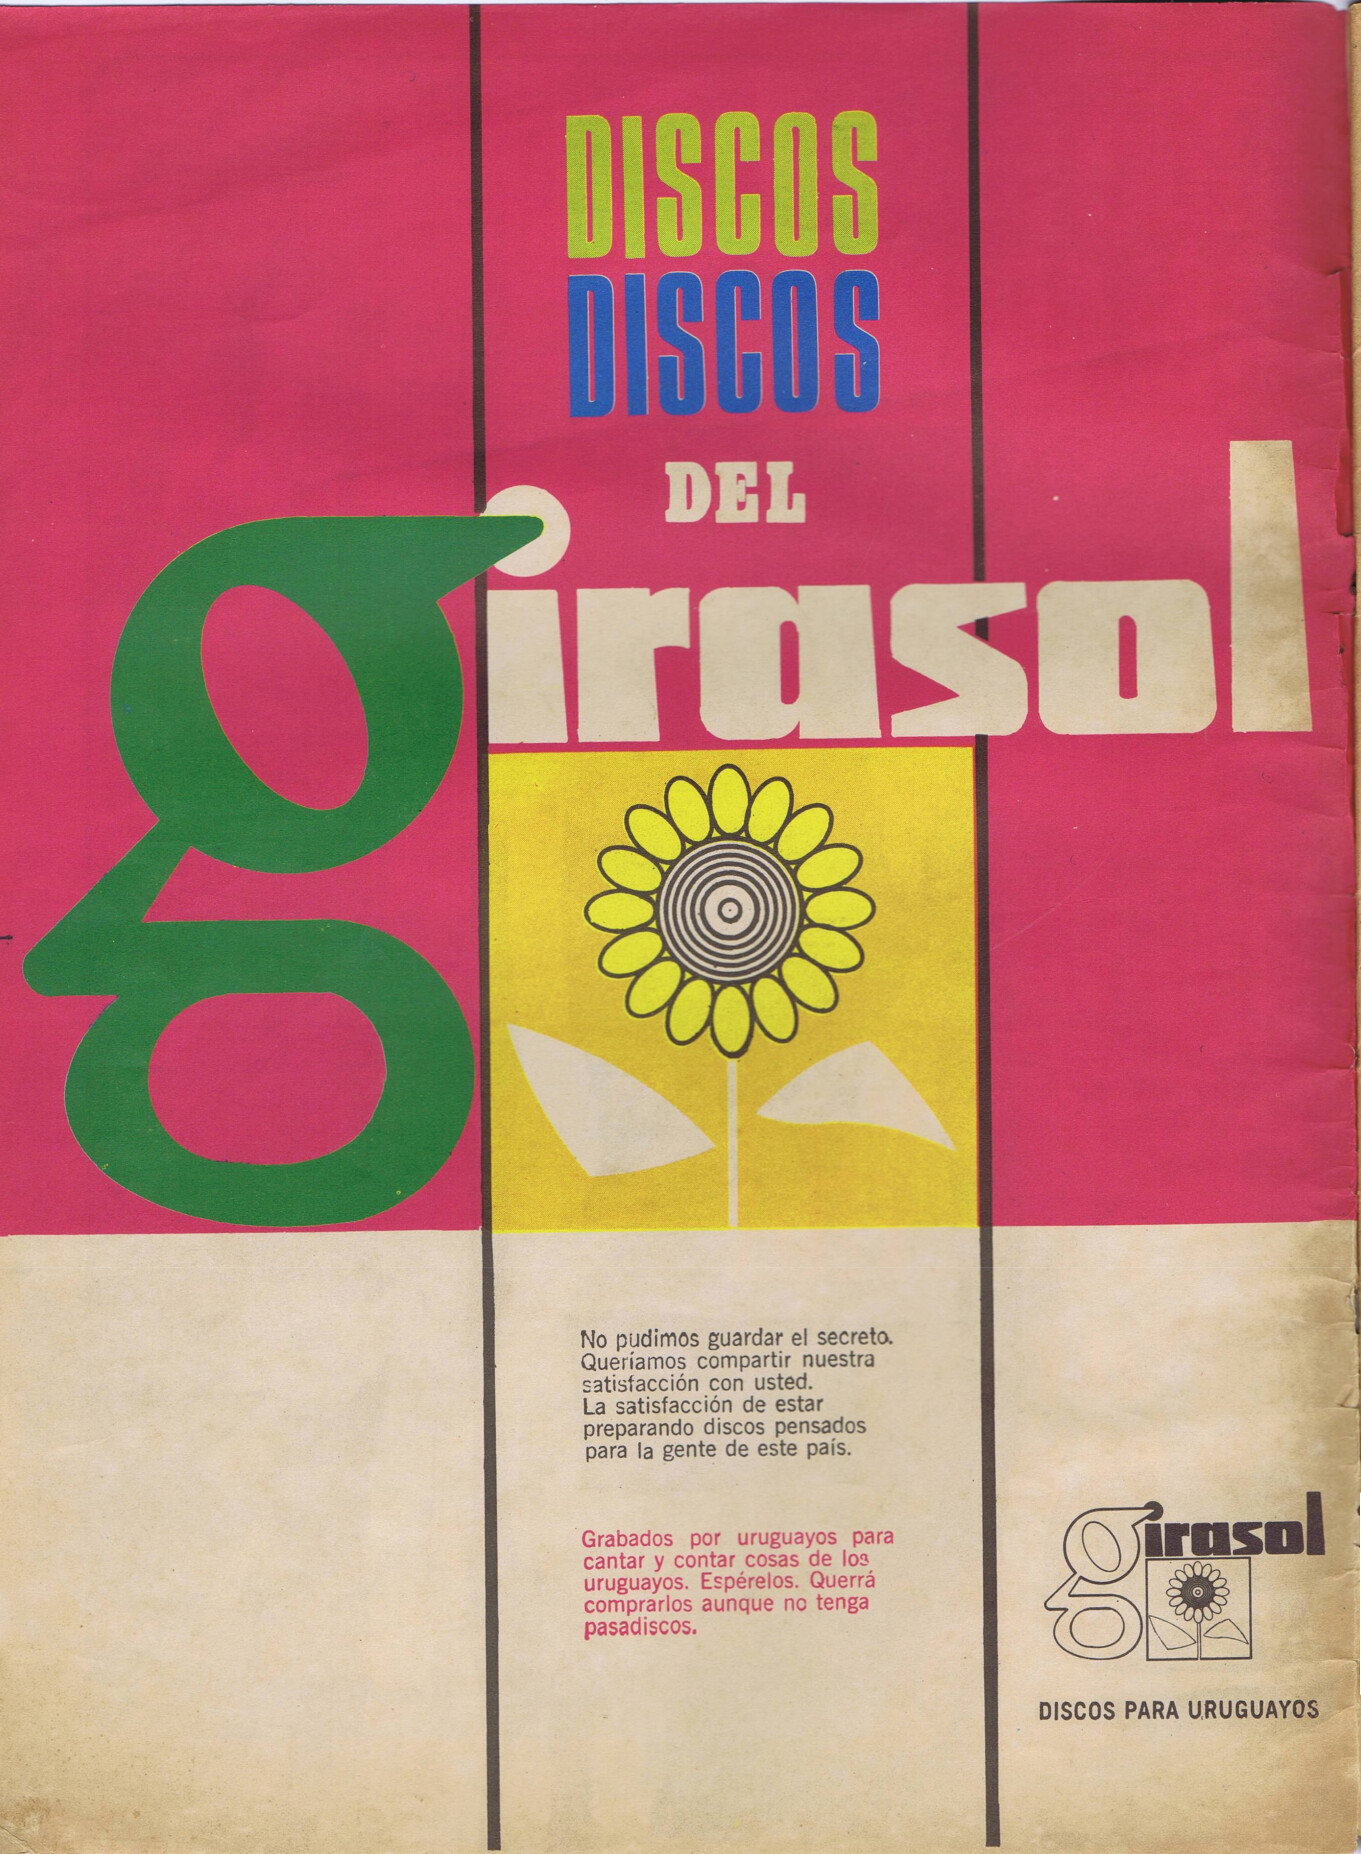 DISCOS
DISCOS
DEL
girasol
No pudimos guardar el secreto.
Queríamos compartir nuestra
satisfacción con usted.
La satisfacción de estar
preparando discos pensados
para la gente de este país.
Grabados por uruguayos para
cantar y contar cosas de los
uruguayos. Espérelos. Querrá
comprarlos aunque no tenga
pasadiscos.
girasol
DISCOS PARA URUGUAYOS